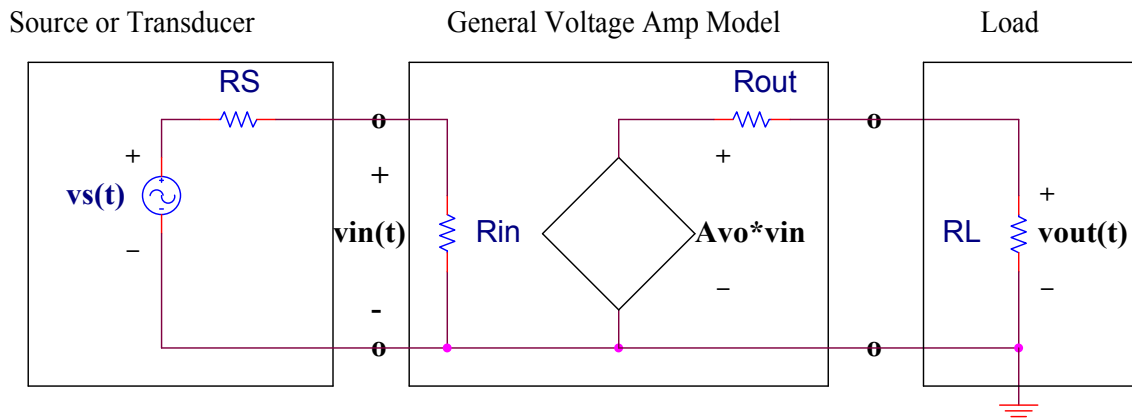 Source or Transducer
General Voltage Amp Model
Load
RS
Rout
o
o
+
+
+
+
vs(t)
vin(t)
Rin
Avo*vin
RL
vout(t)
−
-
−
−
o
o